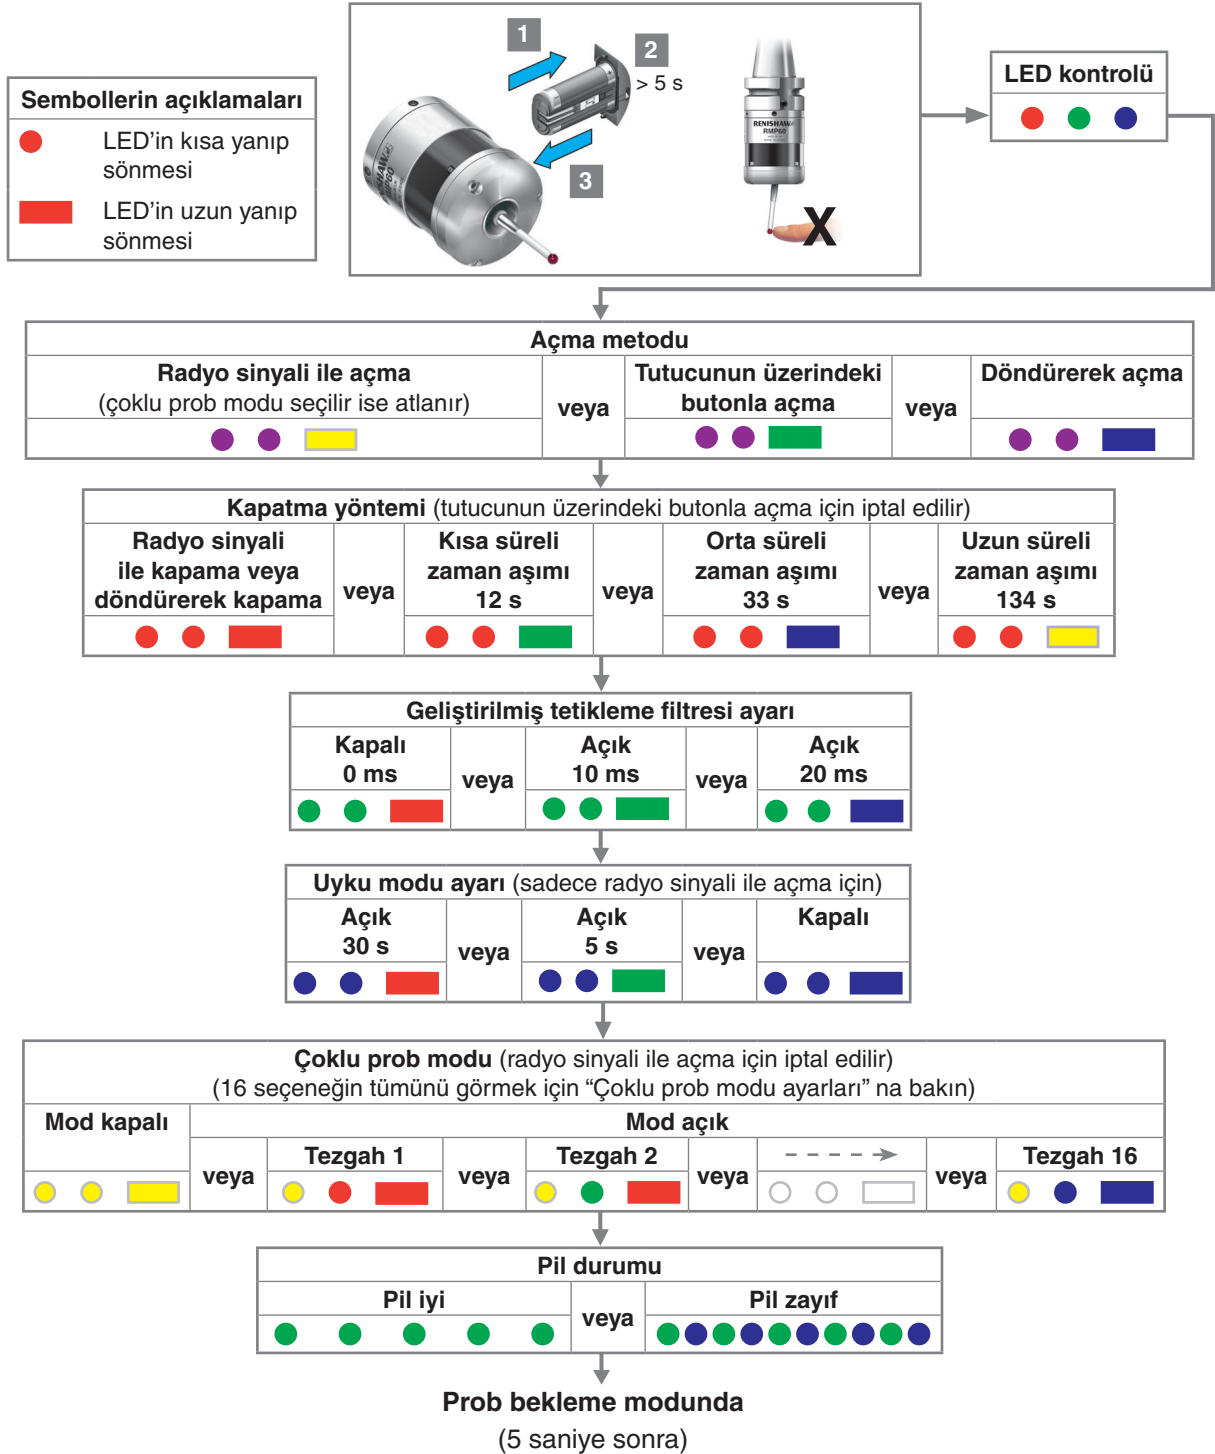 1
2
> 5 s
3
RENISHAW
RMP60
RENISHAW
RMP60
X
LED kontrolü
Sembollerin açıklamaları
LED'in kısa yanıp
sönmesi
LED'in uzun yanıp
sönmesi
Açma metodu
Radyo sinyali ile açma
(çoklu prob modu seçilir ise atlanır)
veya
Tutucunun üzerindeki
butonla açma
veya
Döndürerek açma
Kapatma yöntemi (tutucunun üzerindeki butonla açma için iptal edilir)
Radyo sinyali
ile kapama veya
döndürerek kapama
veya
Kısa süreli
zaman aşımı
12 s
veya
Orta süreli
zaman aşımı
33 s
veya
Uzun süreli
zaman aşımı
134 s
Geliştirilmiş tetikleme filtresi ayarı
Kapalı
0 ms
veya
Açık
10 ms
veya
Açık
20 ms
Uyku modu ayarı (sadece radyo sinyali ile açma için)
Açık
30 s
veya
Açık
5 s
veya
Kapalı
Çoklu prob modu (radyo sinyali ile açma için iptal edilir)
(16 seçeneğin tümünü görmek için “Çoklu prob modu ayarları” na bakın)
Mod kapalı
Mod açık
veya
Tezgah 1
veya
Tezgah 2
veya
veya
Tezgah 16
Pil durumu
Pil iyi
veya
Pil zayıf
Prob bekleme modunda
(5 saniye sonra)